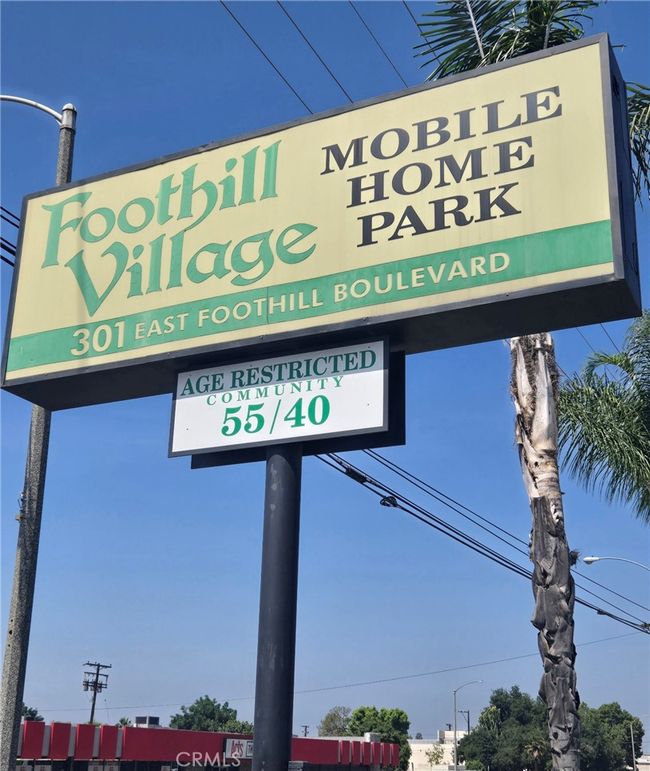 Foothill
Village
MOBILE
HOME
PARK
301 EAST FOOTHILL BOULEVARD
AGE RESTRICTED
COMMUNITY
55/40
CRMLS